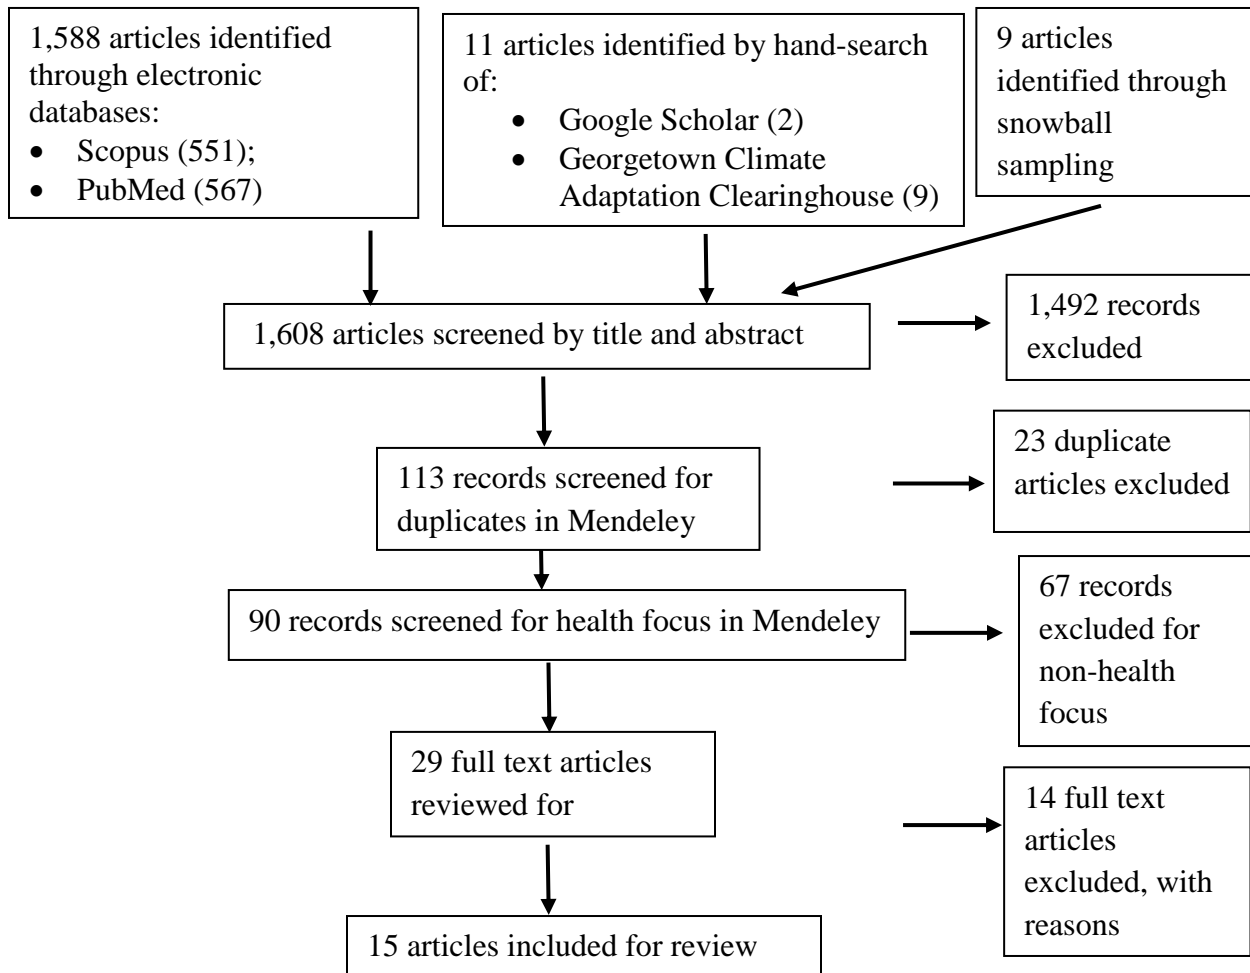 1,588 articles identified
through electronic
databases:
• Scopus (551);
• PubMed (567)
11 articles identified by hand-search
of:
• Google Scholar (2)
• Georgetown Climate
Adaptation Clearinghouse (9)
9 articles
identified through
snowball
sampling
1,608 articles screened by title and abstract
1,492 records
excluded
113 records screened for
duplicates in Mendeley
23 duplicate
articles excluded
90 records screened for health focus in Mendeley
67 records
excluded for
non-health
focus
29 full text articles
reviewed for
14 full text
articles
excluded, with
reasons
15 articles included for review